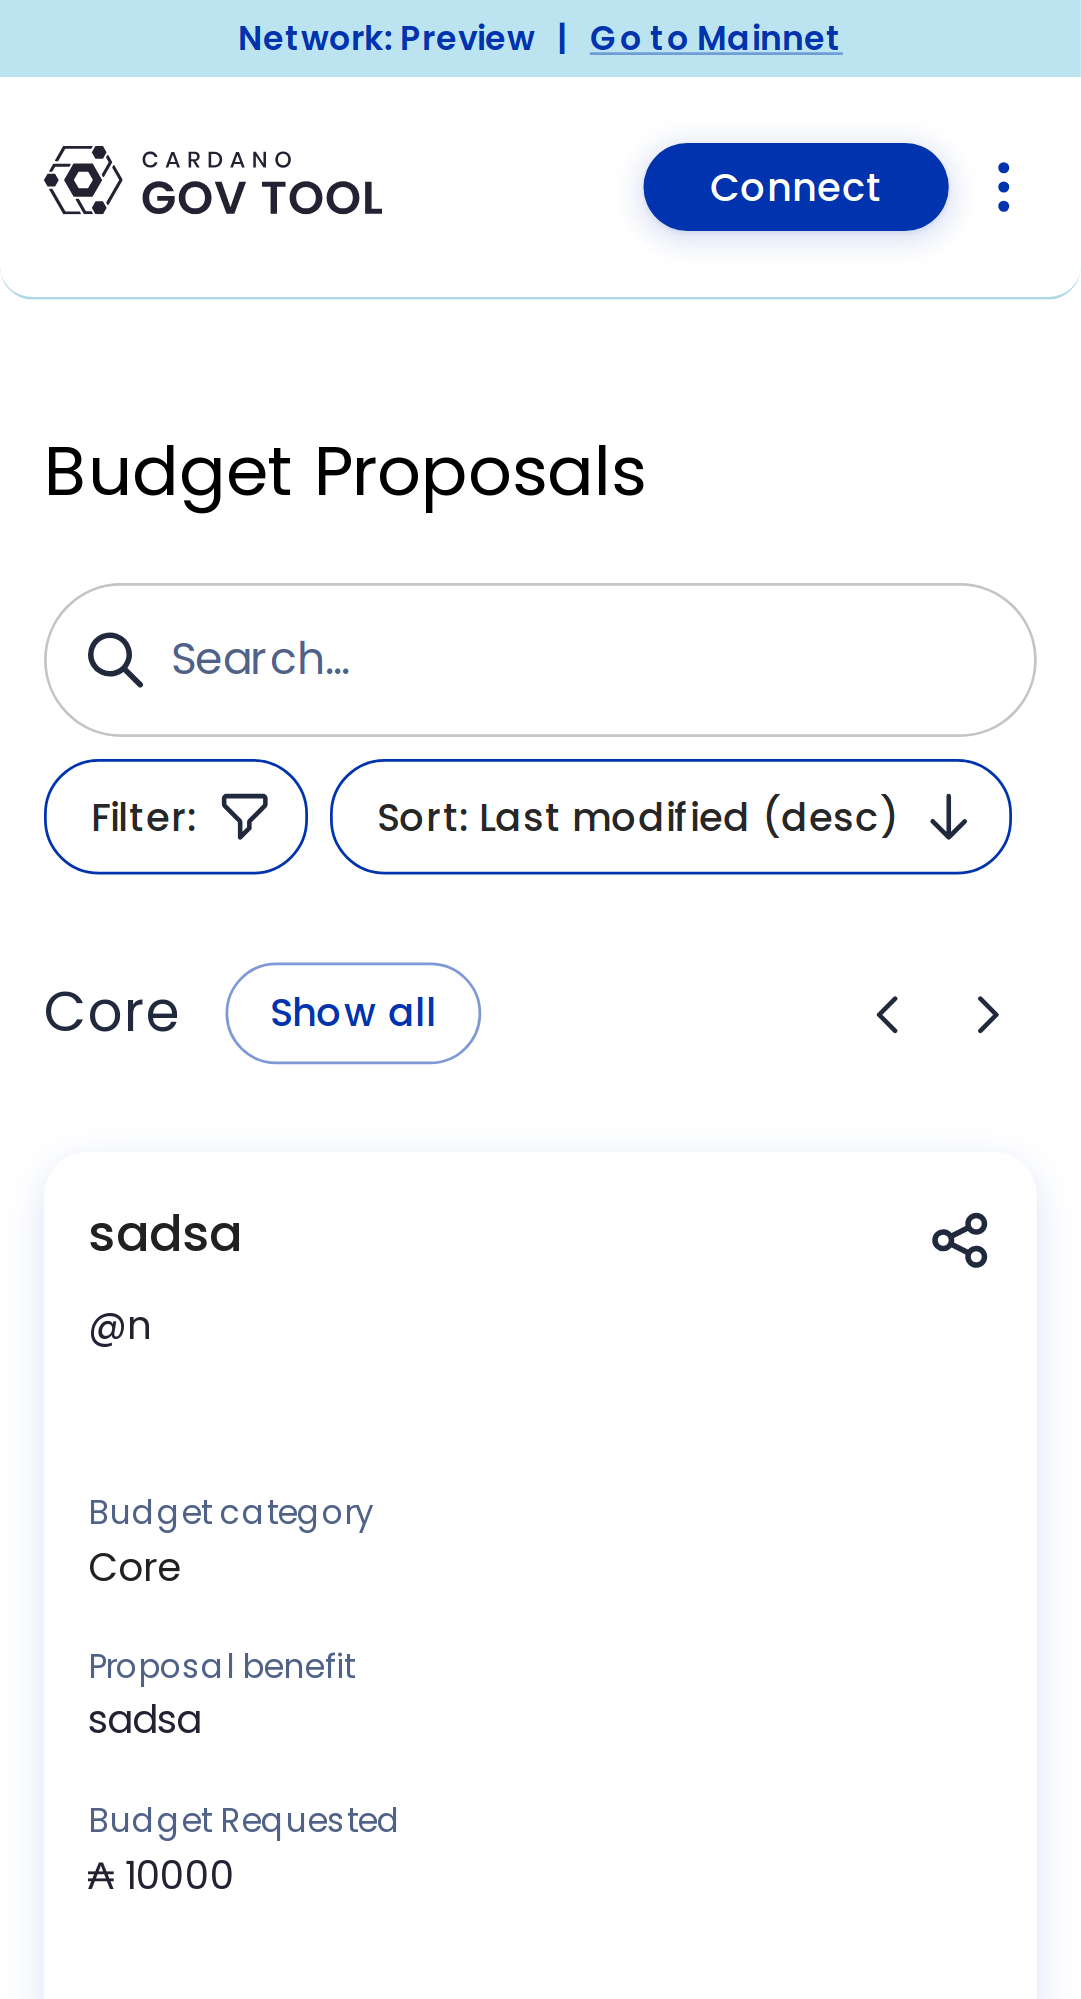 Network: Preview | Go to Mainnet
CARDANO
GOV TOOL
Connect
Budget Proposals
Search...
Filter:
Sort: Last modified (desc)
Core
Show all
sadsa
@n
Budget category
Core
Proposal benefit
sadsa
Budget Requested
₳ 10000